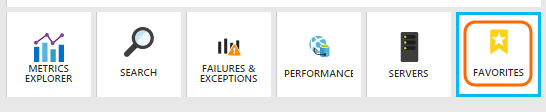 METRICS
EXPLORER
SEARCH
FAILURES &
EXCEPTIONS
PERFORMANCE
SERVERS
FAVORITES